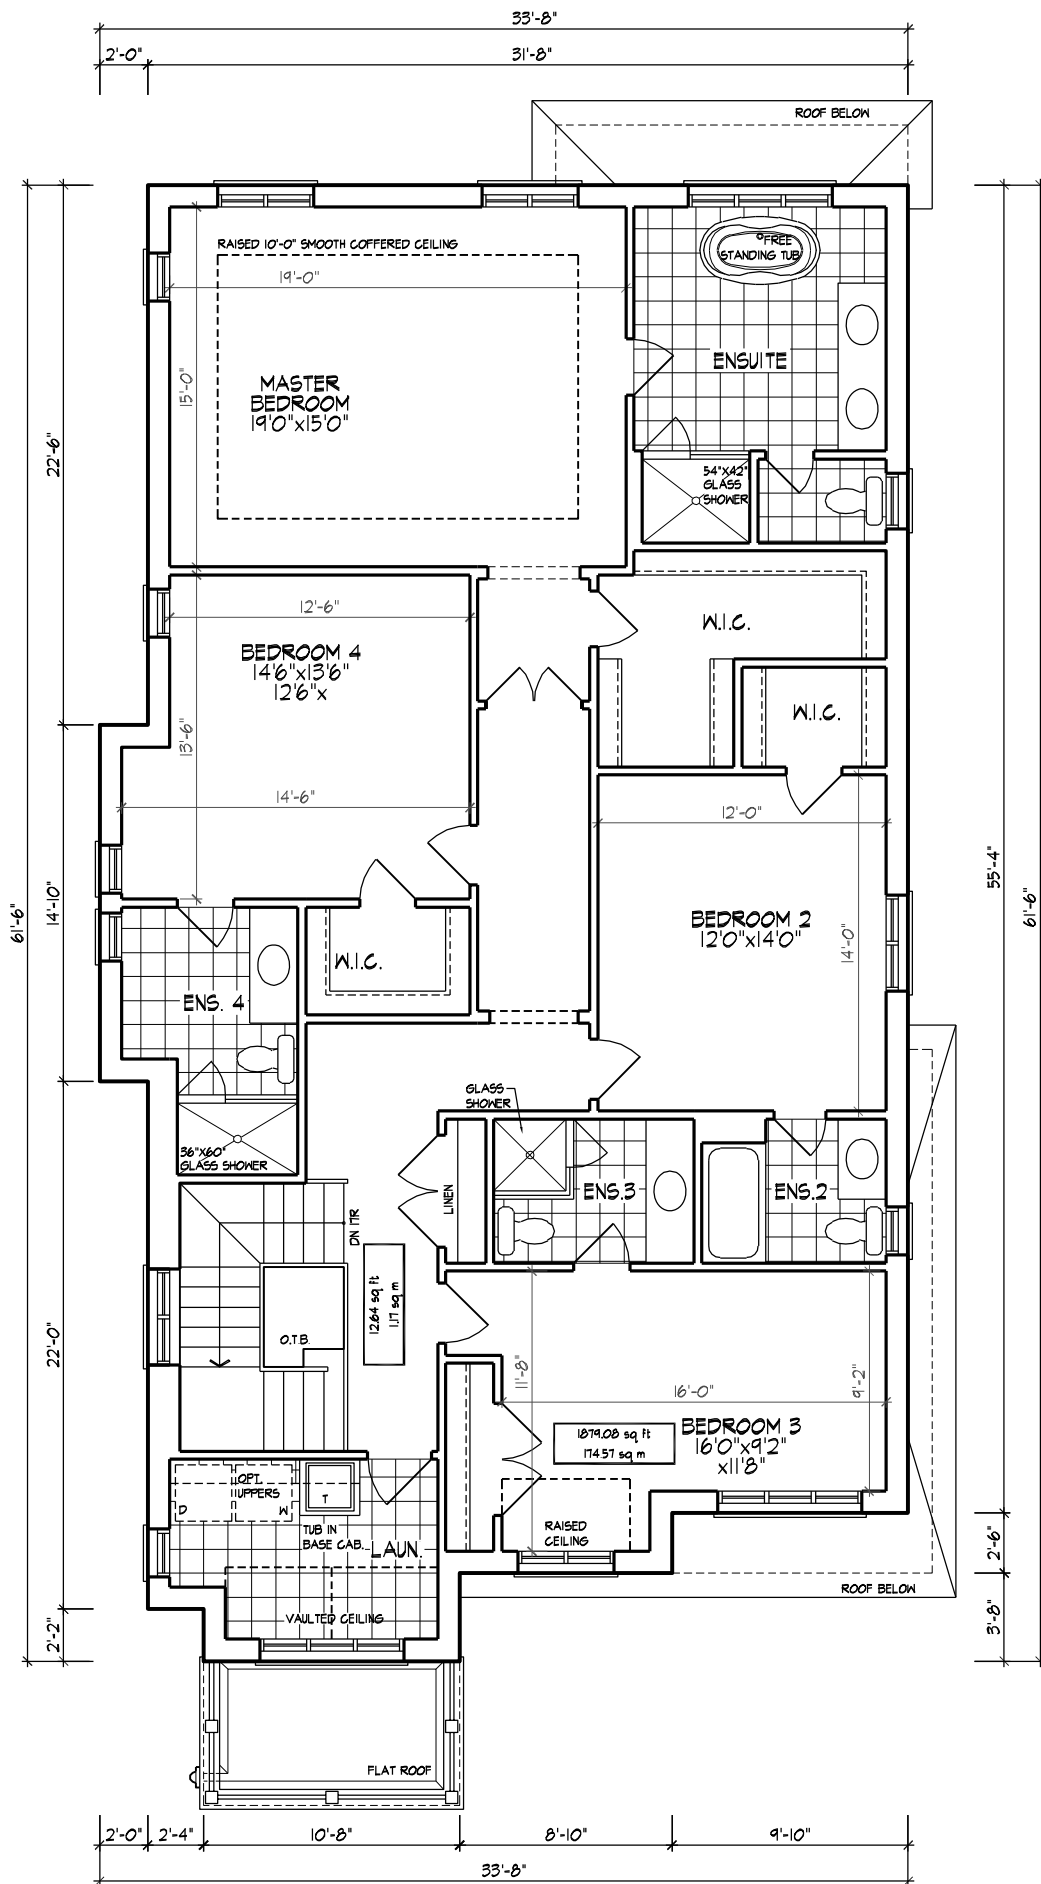 33'-8"
2'-0"
31'-8"
ROOF BELOW
RAISED 10'-0" SMOOTH COFFERED CEILING
19'-0"
FREE
STANDING TUB
15'-0"
ENSUITE
MASTER
BEDROOM
19'0"x15'0"
22'-6"
54"X42"
GLASS
SHOWER
12'-6"
W.I.C.
BEDROOM 4
14'6"x13'6"
12'6"x
13'-6"
W.I.C.
14'-6"
12'-0"
55'-4"
61'-6"
14'-10"
61'-6"
BEDROOM 2
12'0"x14'0"
14'-0"
W.I.C.
ENS. 4
GLASS
SHOWER
36"X60"
GLASS SHOWER
LINEN
ENS.3
ENS.2
DN 17R
12.64 sq ft
1.17 sq m
O.T.B.
22'-0"
11'-8"
16'-0"
9'-2"
BEDROOM 3
16'0"x9'2"
x11'8"
1879.08 sq ft
174.57 sq m
OPT.
UPPERS
D
W
T
TUB IN
BASE CAB.
LAUN.
RAISED
CEILING
2'-6"
ROOF BELOW
VAULTED CEILING
2'-2"
3'-8"
FLAT ROOF
2'-0"
2'-4"
10'-8"
8'-10"
9'-10"
33'-8"